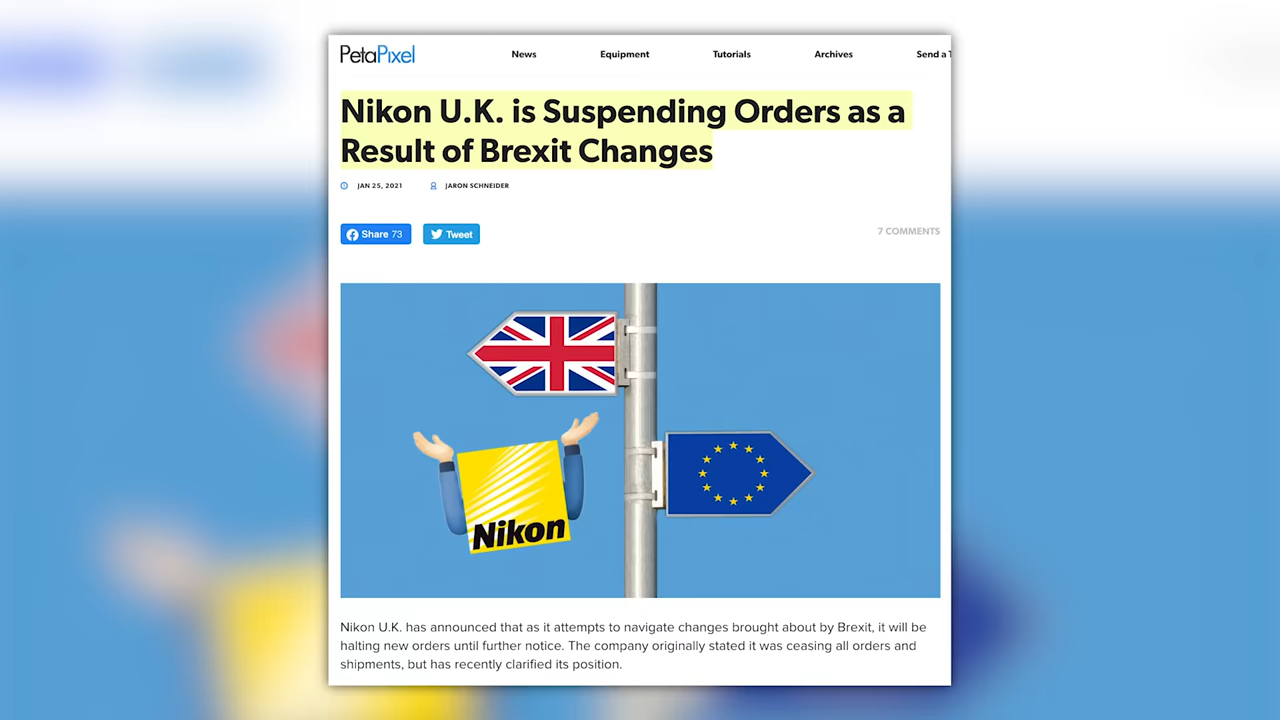 PetaPixel
News Equipment Tutorials Archives Send a T
Nikon U.K. is Suspending Orders as a
Result of Brexit Changes
JAN 25, 2021 JARON SCHNEIDER
Share 73 Tweet
7 COMMENTS
Nikon
Nikon U.K. has announced that as it attempts to navigate changes brought about by Brexit, it will be
halting new orders until further notice. The company originally stated it was ceasing all orders and
shipments, but has recently clarified its position.